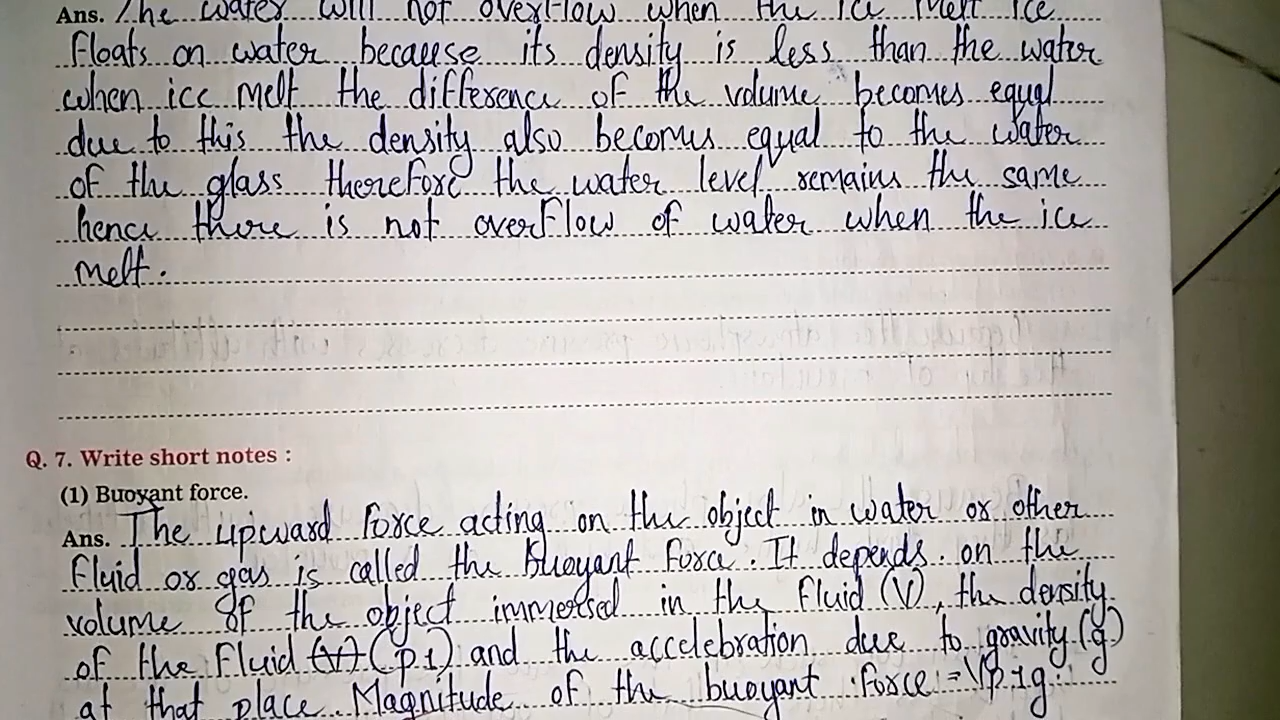 Ans. The water will not overflow when the ice melt ice
floats on water because its density is less than the water
when ice melt the difference of the volume becomes equal
due to this the density also becomes equal to the water
of the glass therefore the water level remains the same
hence there is not overflow of water when the ice
melt.
Q. 7. Write short notes :
(1) Buoyant force.
Ans. The upward force acting on the object in water or other
fluid or gas is called the Buoyant force. It depends on the
volume of the object immersed in the fluid (V), the density
of the fluid (ρ1) and the accelebration due to gravity (g)
at that place. Magnitude of the buoyant force = Vρ1g.